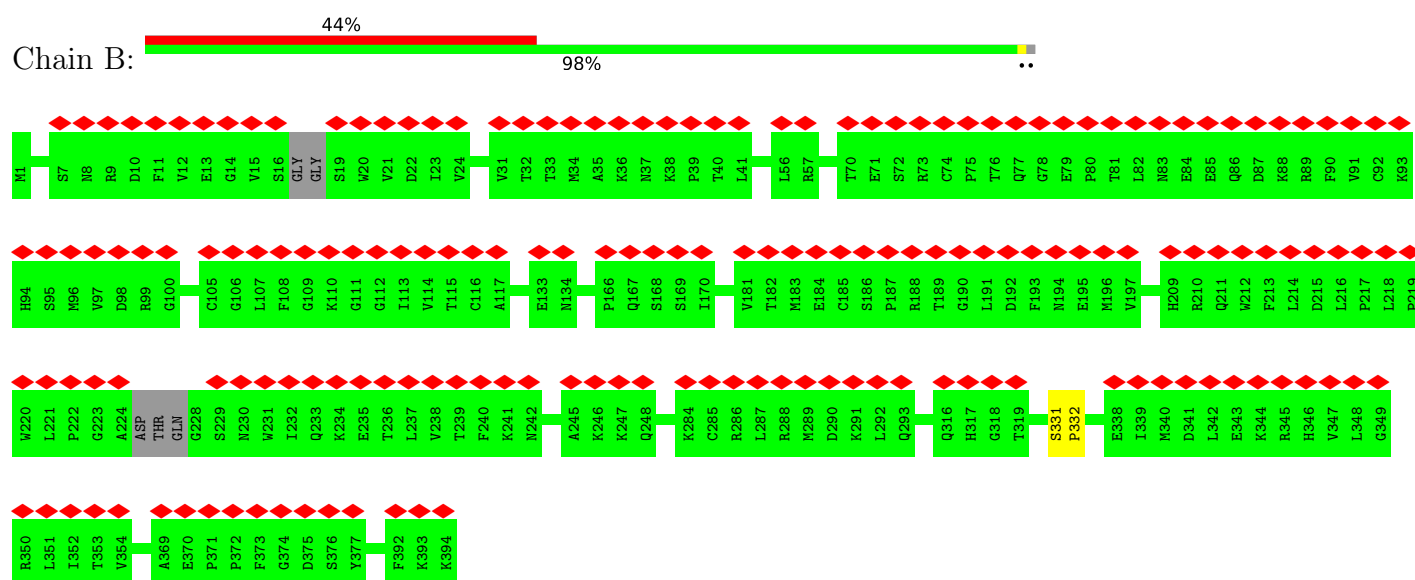 44%
Chain B:
98%
••
M1 S7 N8 R9 D10 F11 V12 E13 G14 V15 S16 GLY GLY S19 W20 V21 D22 I23 V24 V31 T32 T33 M34 A35 K36 N37 K38 P39 T40 L41 L56 R57 T70 E71 S72 R73 C74 P75 T76 Q77 G78 E79 P80 T81 L82 N83 E84 E85 Q86 D87 K88 R89 F90 V91 C92 K93
H94 S95 M96 V97 D98 R99 G100 C105 G106 L107 F108 G109 K110 G111 G112 I113 V114 T115 C116 A117 E133 N134 P166 Q167 S168 S169 I170 V181 T182 M183 E184 C185 S186 P187 R188 T189 G190 L191 D192 F193 N194 E195 M196 V197 H209 R210 Q211 W212 F213 L214 D215 L216 P217 L218 P219
W220 L221 P222 G223 A224 ASP THR GLN G228 S229 N230 W231 I232 Q233 K234 E235 T236 L237 V238 T239 F240 K241 N242 A245 K246 K247 Q248 K284 C285 R286 L287 R288 M289 D290 K291 L292 Q293 Q316 H317 G318 T319 S331 P332 E338 I339 M340 D341 L342 E343 K344 R345 H346 V347 L348 G349
R350 L351 I352 T353 V354 A369 E370 P371 P372 F373 G374 D375 S376 Y377 F392 K393 K394